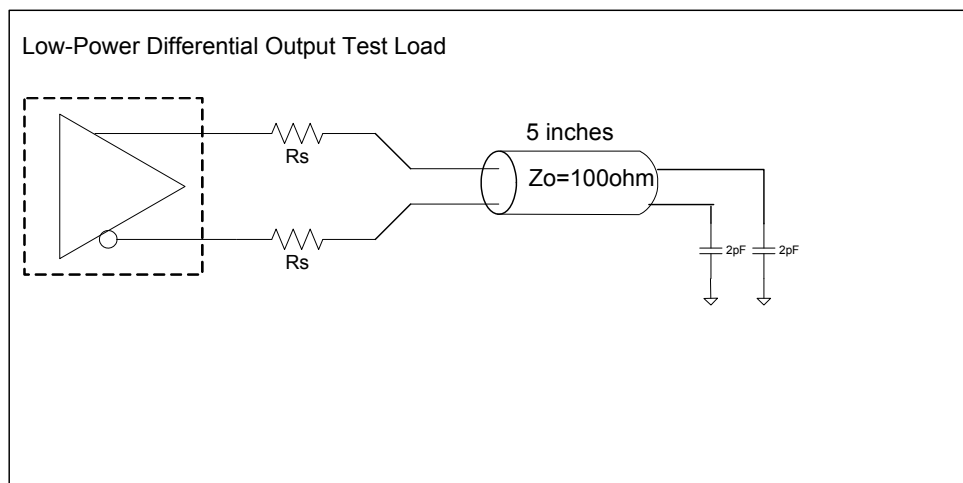 Low-Power Differential Output Test Load
5 inches
Rs
Zo=100ohm
Rs
2pF
2pF